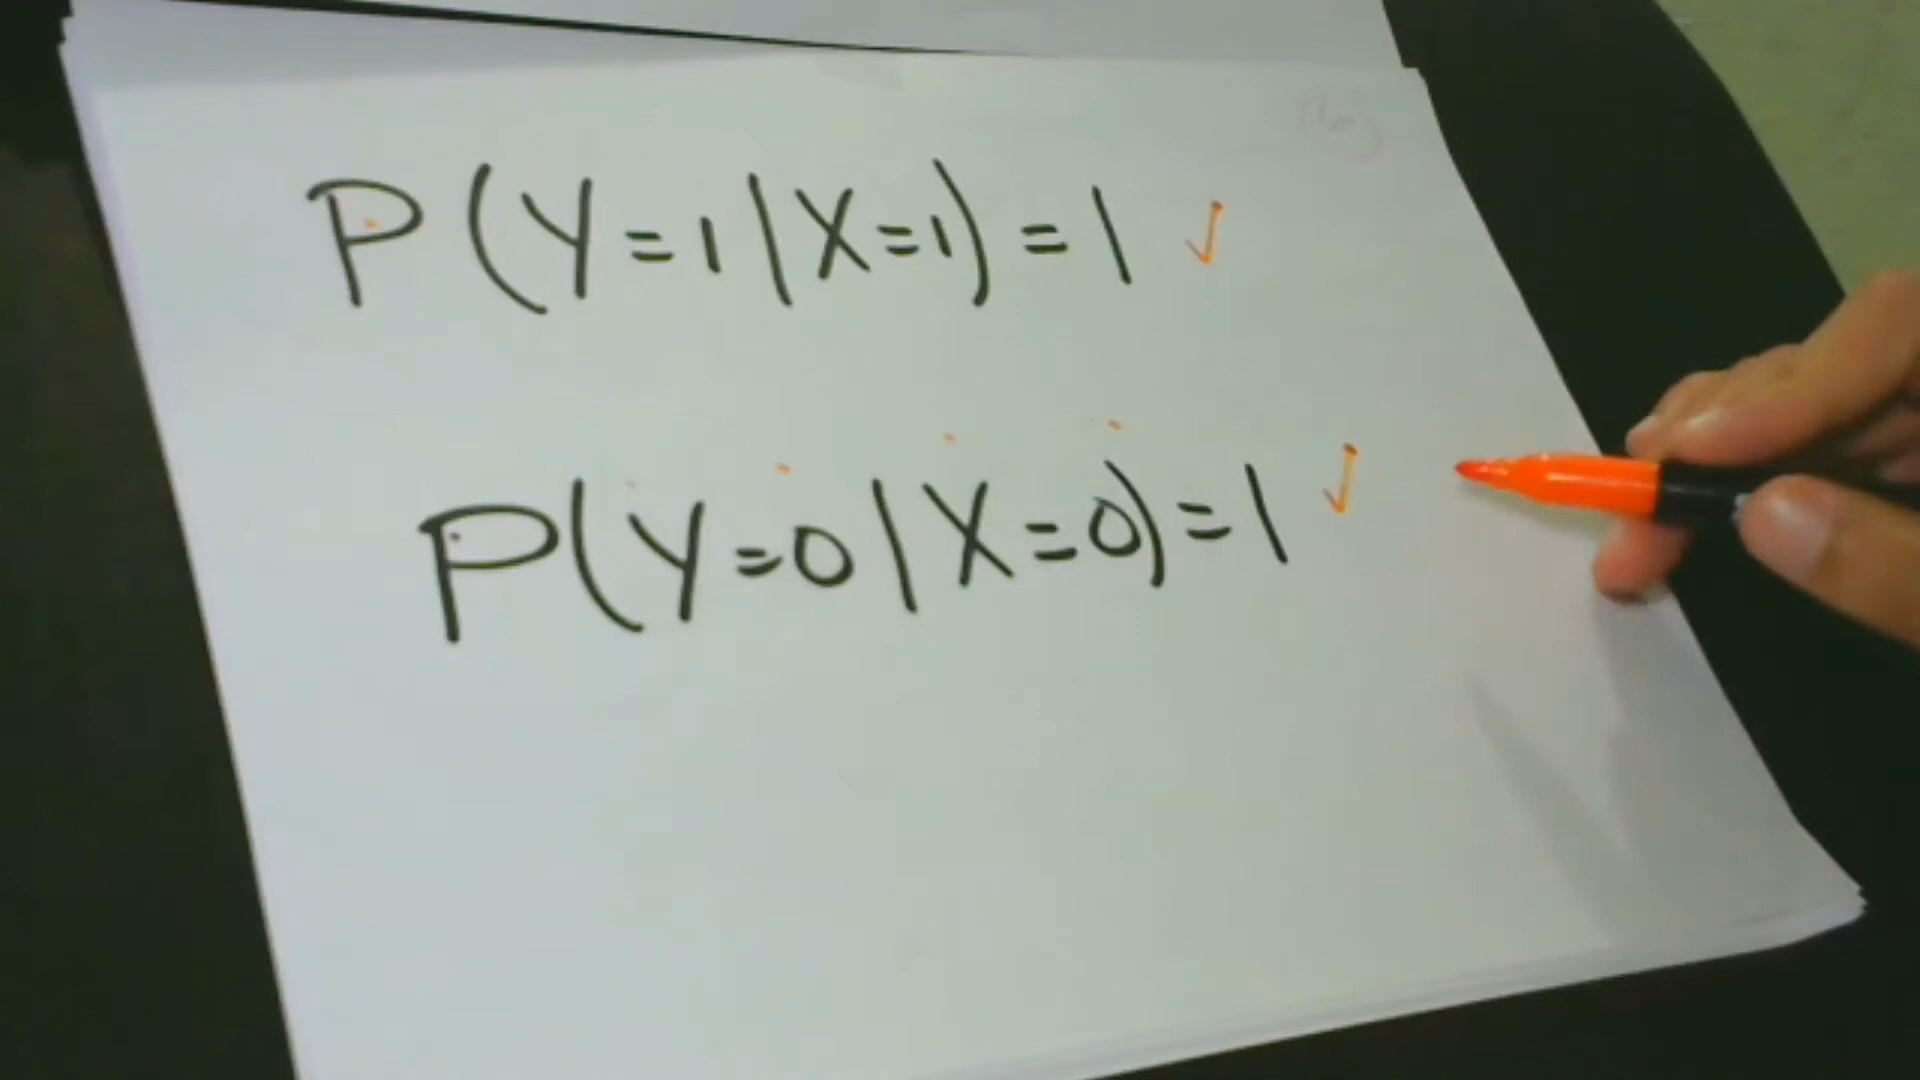 P(Y=1|X=1)=1 ✓
P(Y=0|X=0)=1 ✓